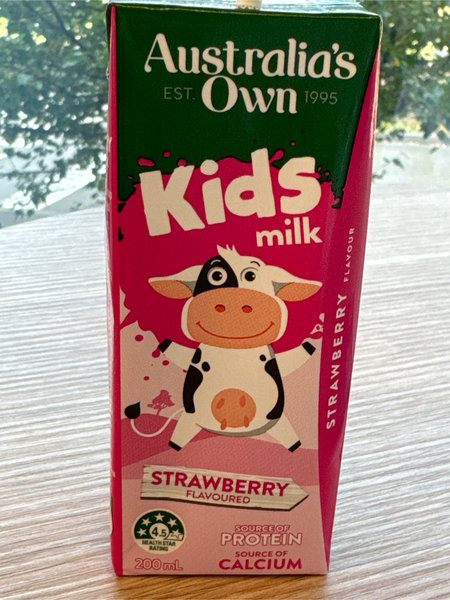 Australia's
EST. Own 1995
Kids
milk
STRAWBERRY FLAVOUR
STRAWBERRY
FLAVOURED
4.5
HEALTH STAR
RATING
200 mL
SOURCE OF
PROTEIN
SOURCE OF
CALCIUM